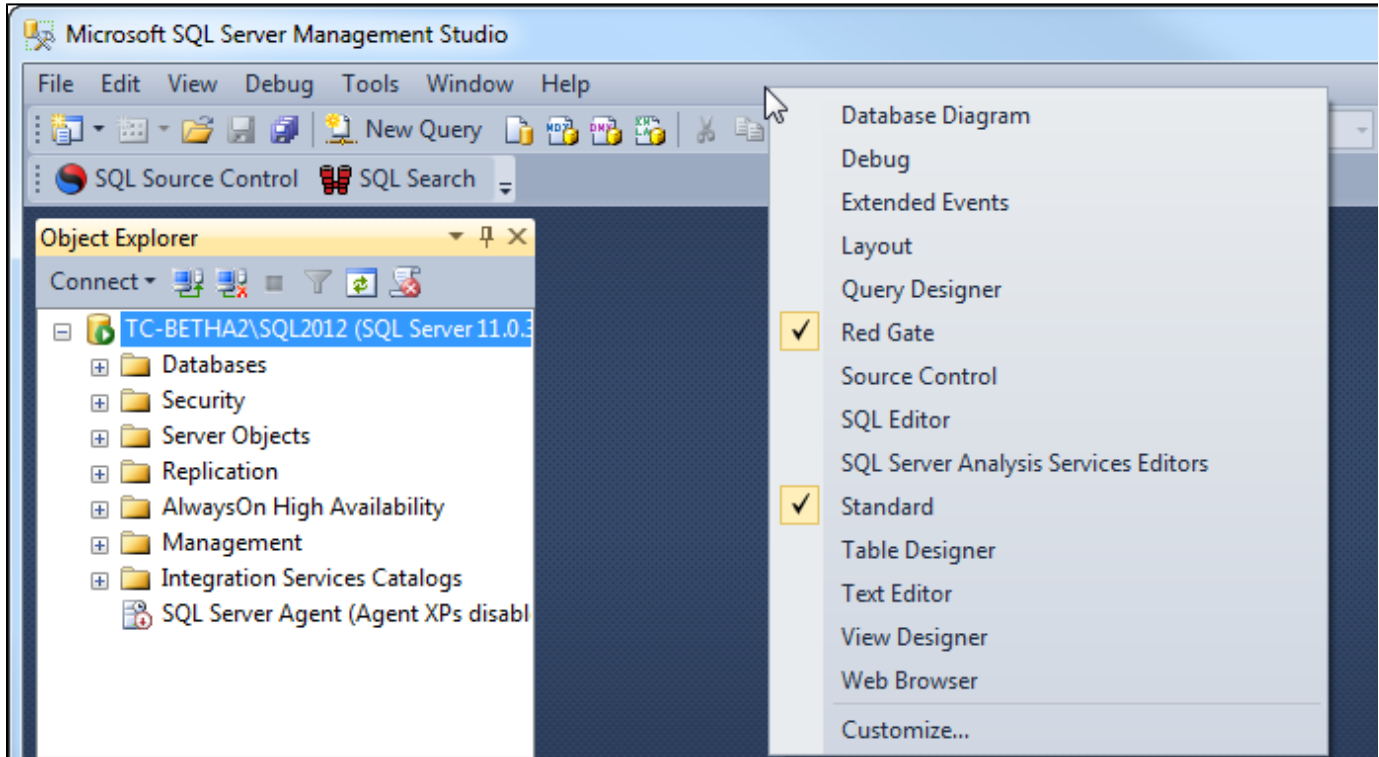 Microsoft SQL Server Management Studio
File Edit View Debug Tools Window Help
New Query MDX DMX XMLA
SQL Source Control SQL Search
Object Explorer
Connect
TC-BETHA2\SQL2012 (SQL Server 11.0.3
Databases
Security
Server Objects
Replication
AlwaysOn High Availability
Management
Integration Services Catalogs
SQL Server Agent (Agent XPs disabl
Database Diagram
Debug
Extended Events
Layout
Query Designer
Red Gate
Source Control
SQL Editor
SQL Server Analysis Services Editors
Standard
Table Designer
Text Editor
View Designer
Web Browser
Customize...